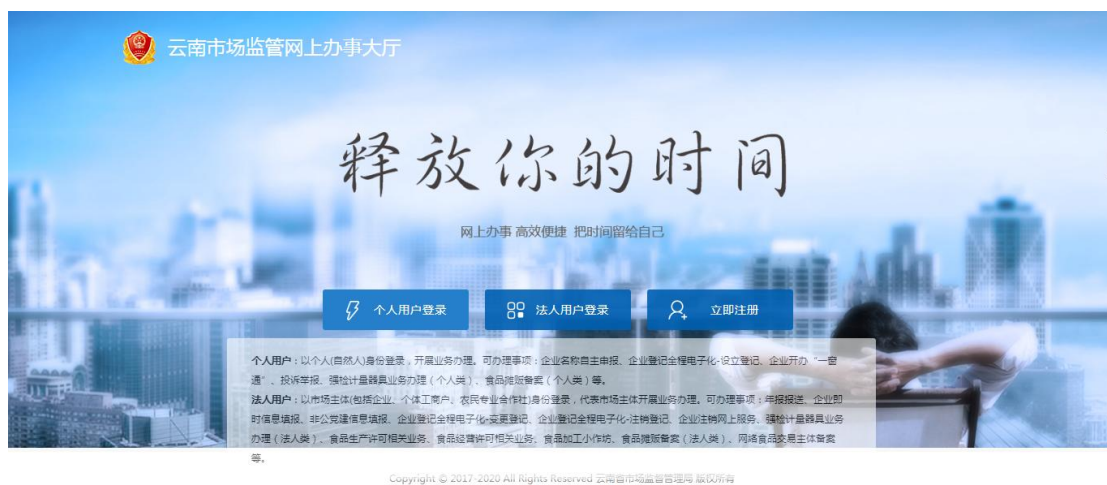 云南市场监管网上办事大厅
释放你的时间
网上办事 高效便捷 把时间留给自己
个人用户登录 法人用户登录 立即注册
个人用户：以个人(自然人)身份登录，开展业务办理。可办理事项：企业名称自主申报、企业登记全程电子化-设立登记、企业开办“一窗
通”、投诉举报、强检计量器具业务办理（个人类）、食品摊贩备案（个人类）等。
法人用户：以市场主体(包括企业、个体工商户、农民专业合作社)身份登录，代表市场主体开展业务办理。可办理事项：年报报送、企业即
时信息填报、非公党建信息填报、企业登记全程电子化-变更登记、企业登记全程电子化-注销登记、企业注销网上服务、强检计量器具业务
办理（法人类）、食品生产许可相关业务、食品经营许可相关业务、食品加工小作坊、食品摊贩备案（法人类）、网络食品交易主体备案
等。
Copyright © 2017-2020 All Rights Reserved 云南省市场监督管理局 版权所有